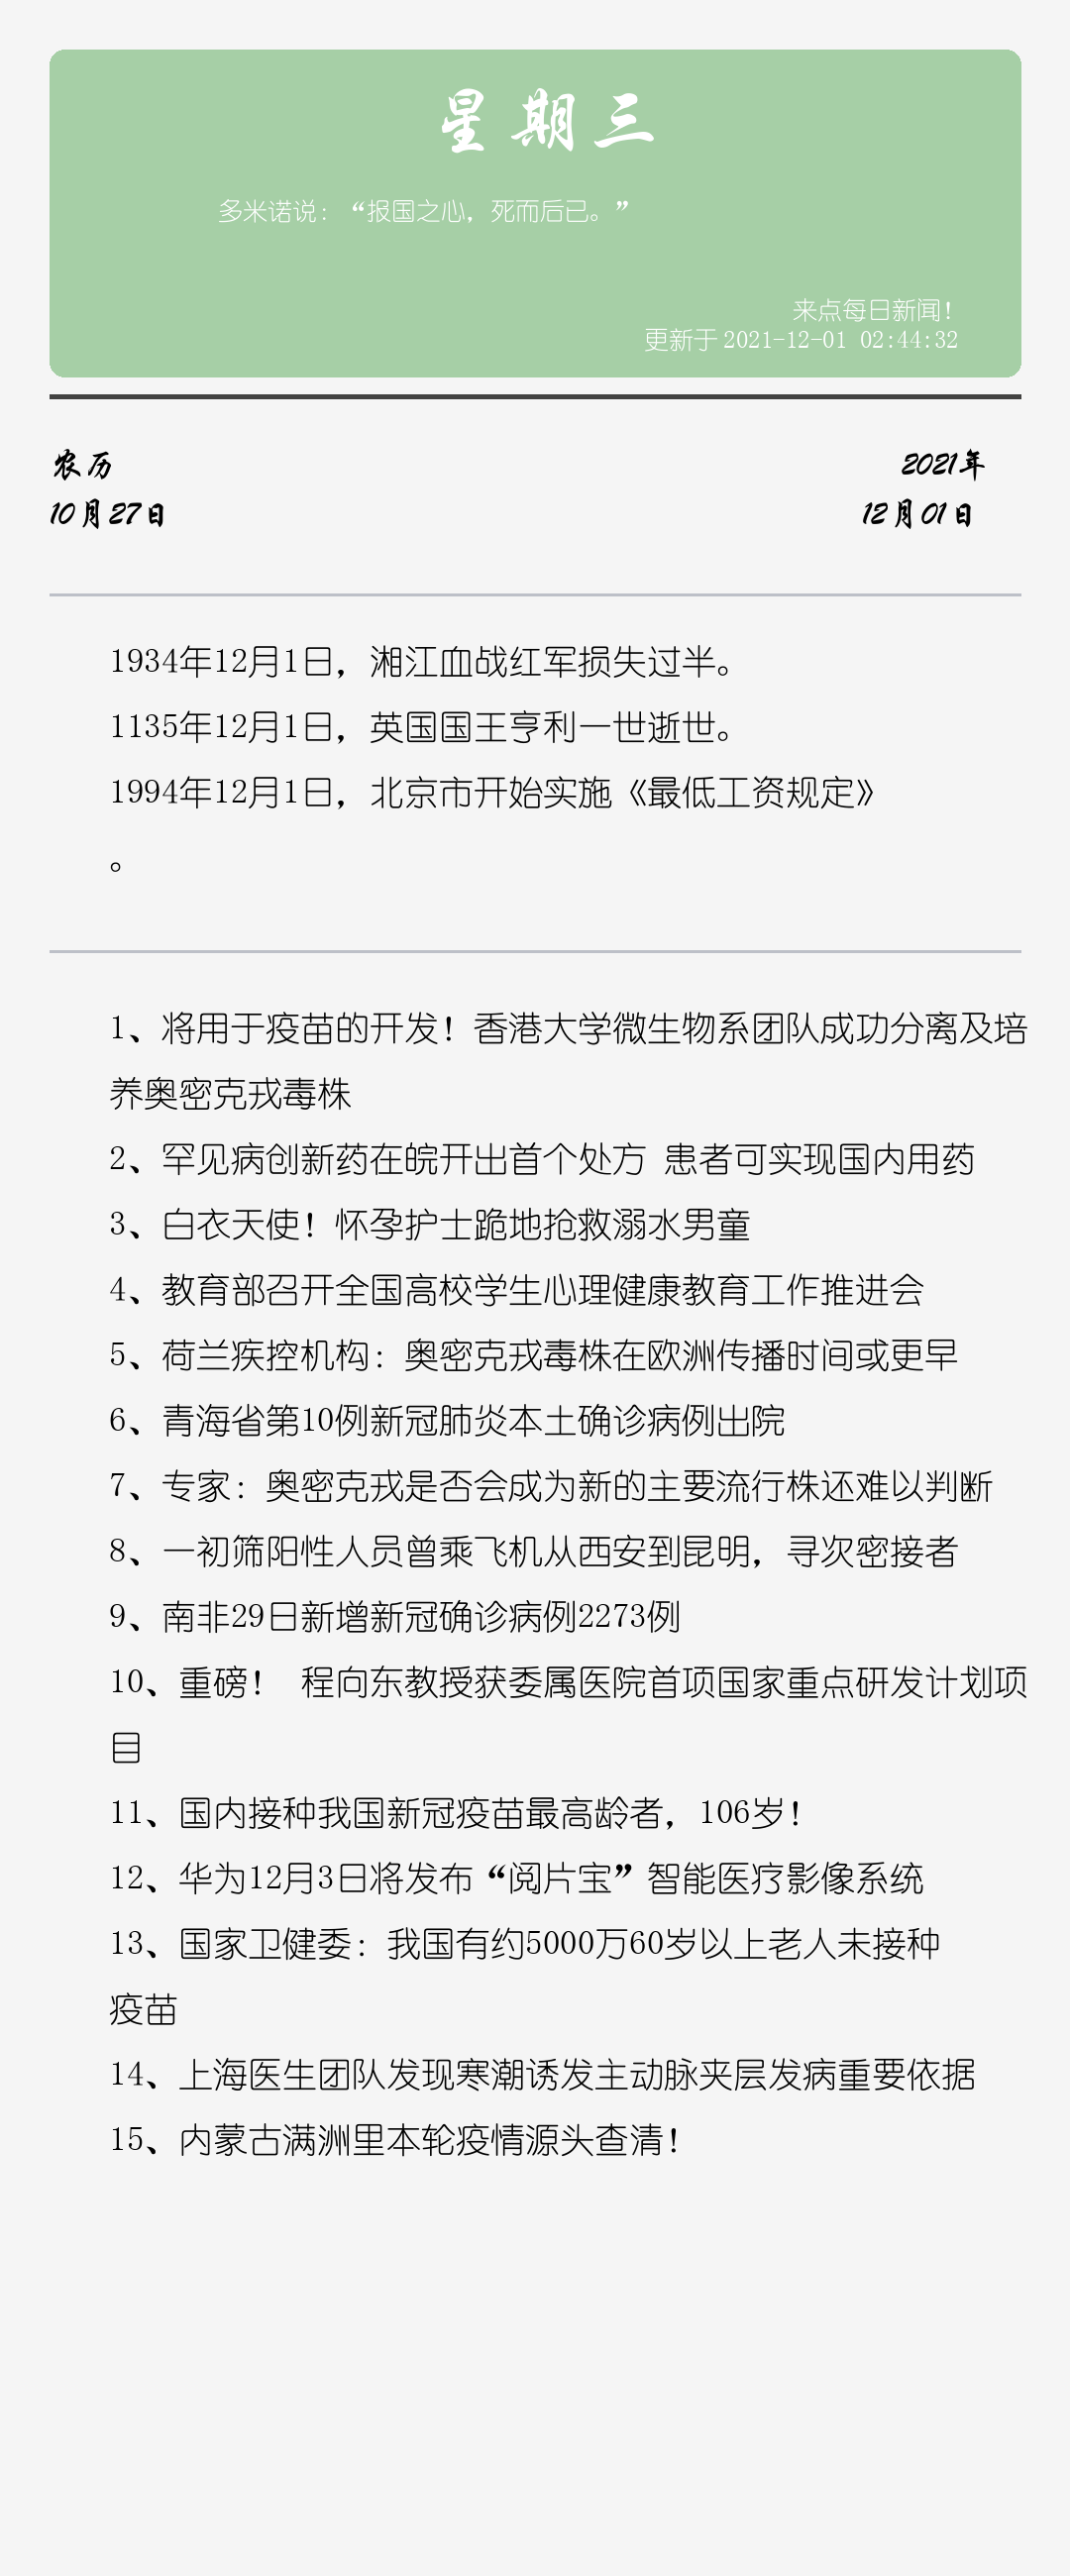 星期三
多米诺说：“报国之心，死而后已。”
来点每日新闻！
更新于 2021-12-01 02:44:32
农历
2021年
10月27日
12月01日
1934年12月1日，湘江血战红军损失过半。
1135年12月1日，英国国王亨利一世逝世。
1994年12月1日，北京市开始实施《最低工资规定》
。
1、将用于疫苗的开发！香港大学微生物系团队成功分离及培
养奥密克戎毒株
2、罕见病创新药在皖开出首个处方 患者可实现国内用药
3、白衣天使！怀孕护士跪地抢救溺水男童
4、教育部召开全国高校学生心理健康教育工作推进会
5、荷兰疾控机构：奥密克戎毒株在欧洲传播时间或更早
6、青海省第10例新冠肺炎本土确诊病例出院
7、专家：奥密克戎是否会成为新的主要流行株还难以判断
8、一初筛阳性人员曾乘飞机从西安到昆明，寻次密接者
9、南非29日新增新冠确诊病例2273例
10、重磅！ 程向东教授获委属医院首项国家重点研发计划项
目
11、国内接种我国新冠疫苗最高龄者，106岁！
12、华为12月3日将发布“阅片宝”智能医疗影像系统
13、国家卫健委：我国有约5000万60岁以上老人未接种
疫苗
14、上海医生团队发现寒潮诱发主动脉夹层发病重要依据
15、内蒙古满洲里本轮疫情源头查清！